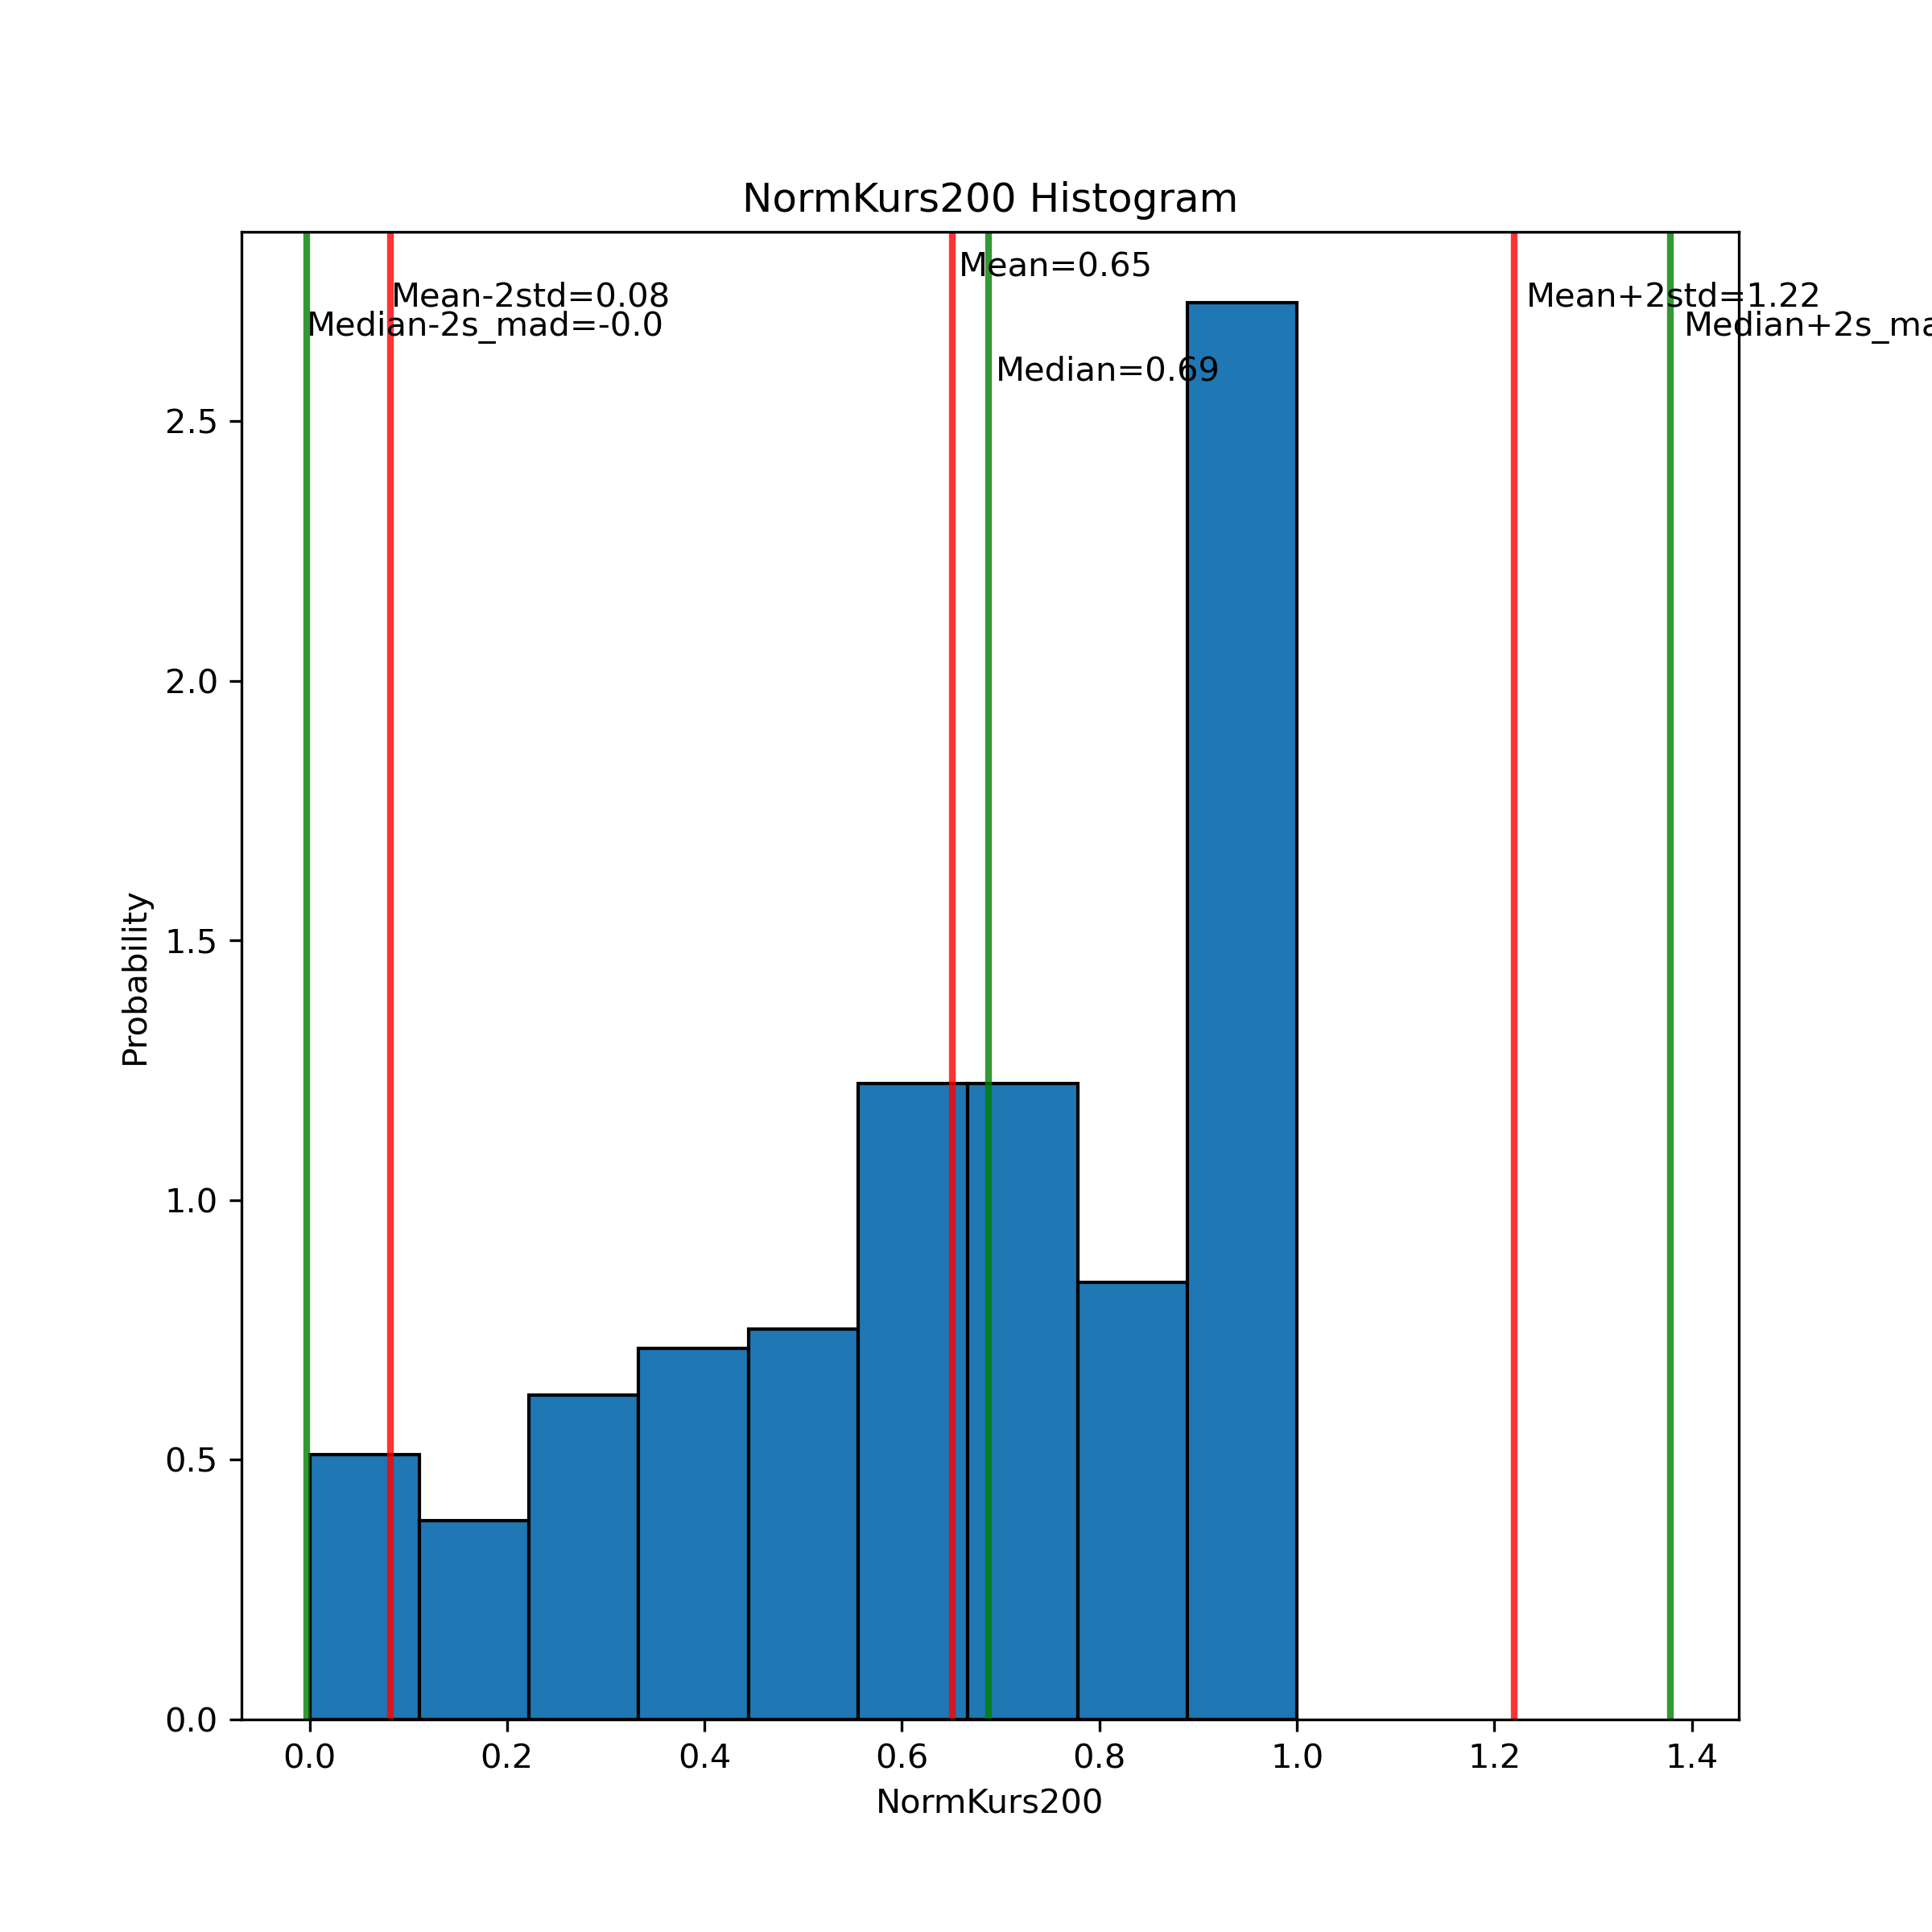 NormKurs200 Histogram
Mean=0.65
Mean-2std=0.08
Mean+2std=1.22
Median-2s_mad=-0.0
Median=0.69
2.5
2.0
1.5
1.0
0.5
0.0
Probability
0.0 0.2 0.4 0.6 0.8 1.0 1.2 1.4
NormKurs200